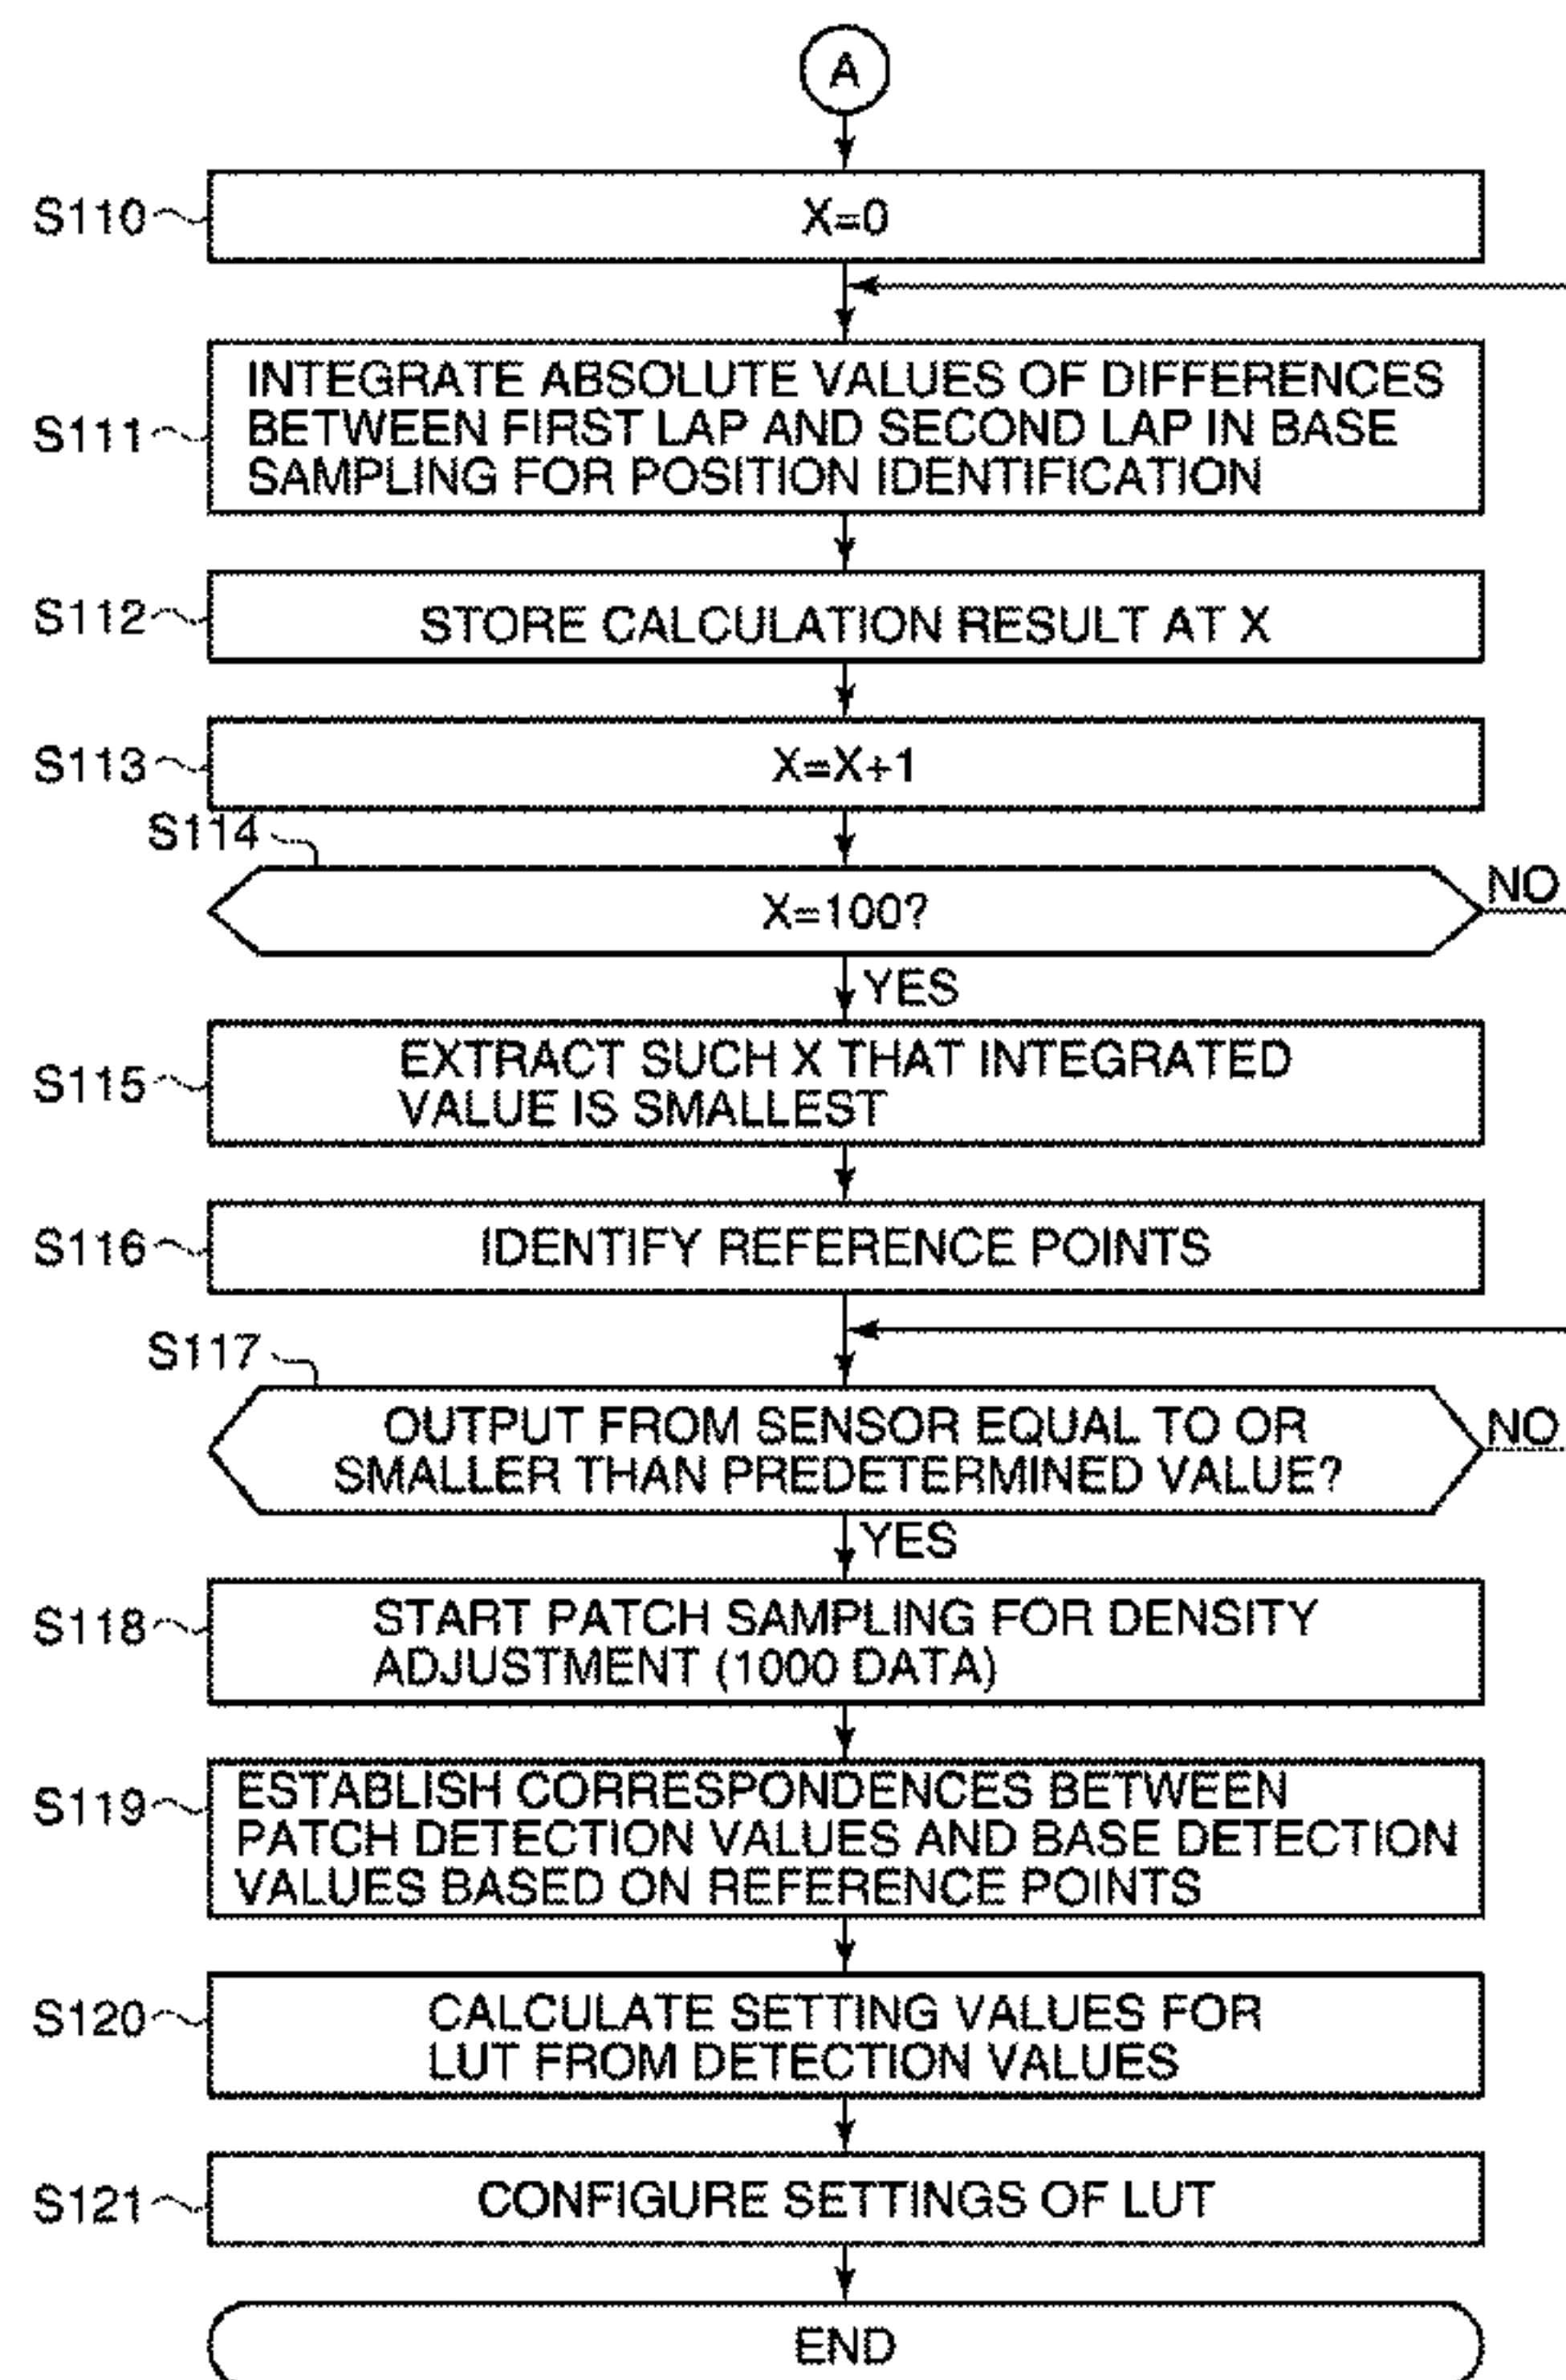 A
S110
X=0
S111
INTEGRATE ABSOLUTE VALUES OF DIFFERENCES
BETWEEN FIRST LAP AND SECOND LAP IN BASE
SAMPLING FOR POSITION IDENTIFICATION
S112
STORE CALCULATION RESULT AT X
S113
X=X+1
S114
X=100?
NO
YES
S115
EXTRACT SUCH X THAT INTEGRATED
VALUE IS SMALLEST
S116
IDENTIFY REFERENCE POINTS
S117
OUTPUT FROM SENSOR EQUAL TO OR
SMALLER THAN PREDETERMINED VALUE?
NO
YES
S118
START PATCH SAMPLING FOR DENSITY
ADJUSTMENT (1000 DATA)
S119
ESTABLISH CORRESPONDENCES BETWEEN
PATCH DETECTION VALUES AND BASE DETECTION
VALUES BASED ON REFERENCE POINTS
S120
CALCULATE SETTING VALUES FOR
LUT FROM DETECTION VALUES
S121
CONFIGURE SETTINGS OF LUT
END